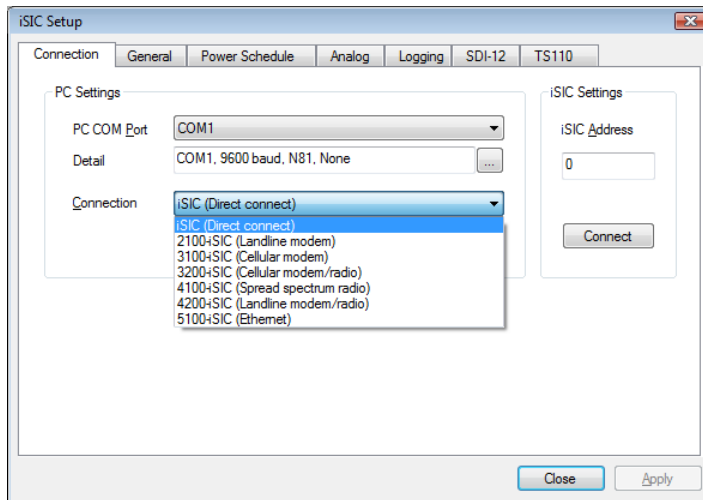 iSIC Setup
Connection General Power Schedule Analog Logging SDI-12 TS110
PC Settings
PC COM Port COM1
Detail COM1, 9600 baud, N81, None ...
Connection iSIC (Direct connect)
iSIC (Direct connect)
2100-iSIC (Landline modem)
3100-iSIC (Cellular modem)
3200-iSIC (Cellular modem/radio)
4100-iSIC (Spread spectrum radio)
4200-iSIC (Landline modem/radio)
5100-iSIC (Ethernet)
iSIC Settings
iSIC Address
0
Connect
Close Apply